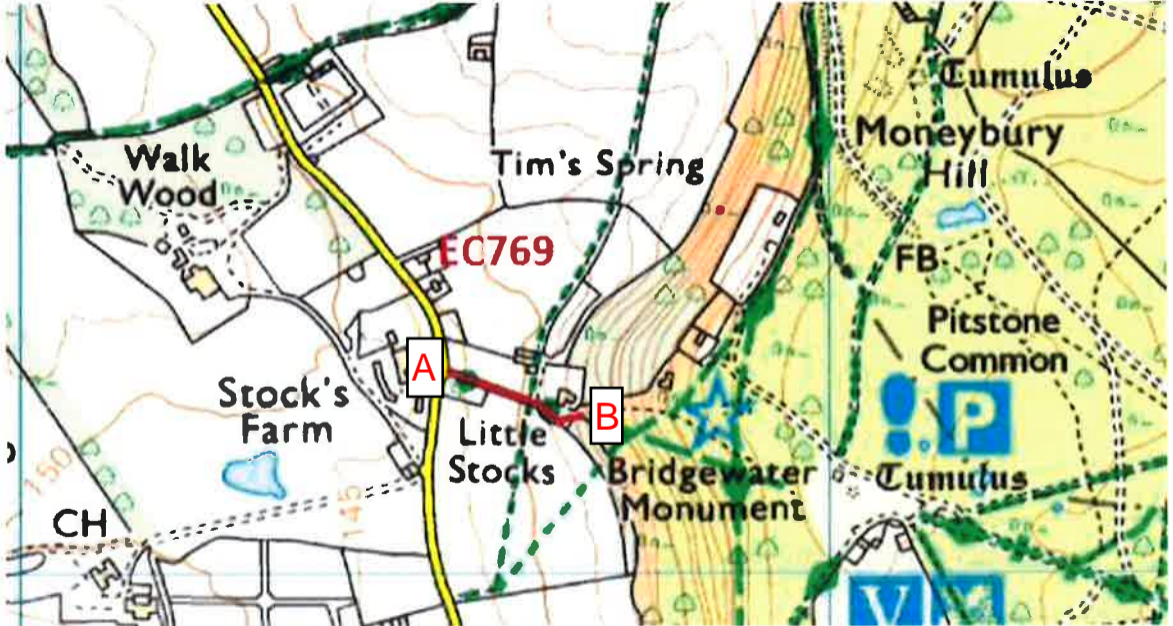 Tumulus
Walk
Wood
Tim's Spring
Moneybury
Hill
EC769
FB
Pitstone
Common
A
B
P
Stock's
Farm
Little
Stocks
Bridgewater
Monument
Tumulus
150
145
CH
V